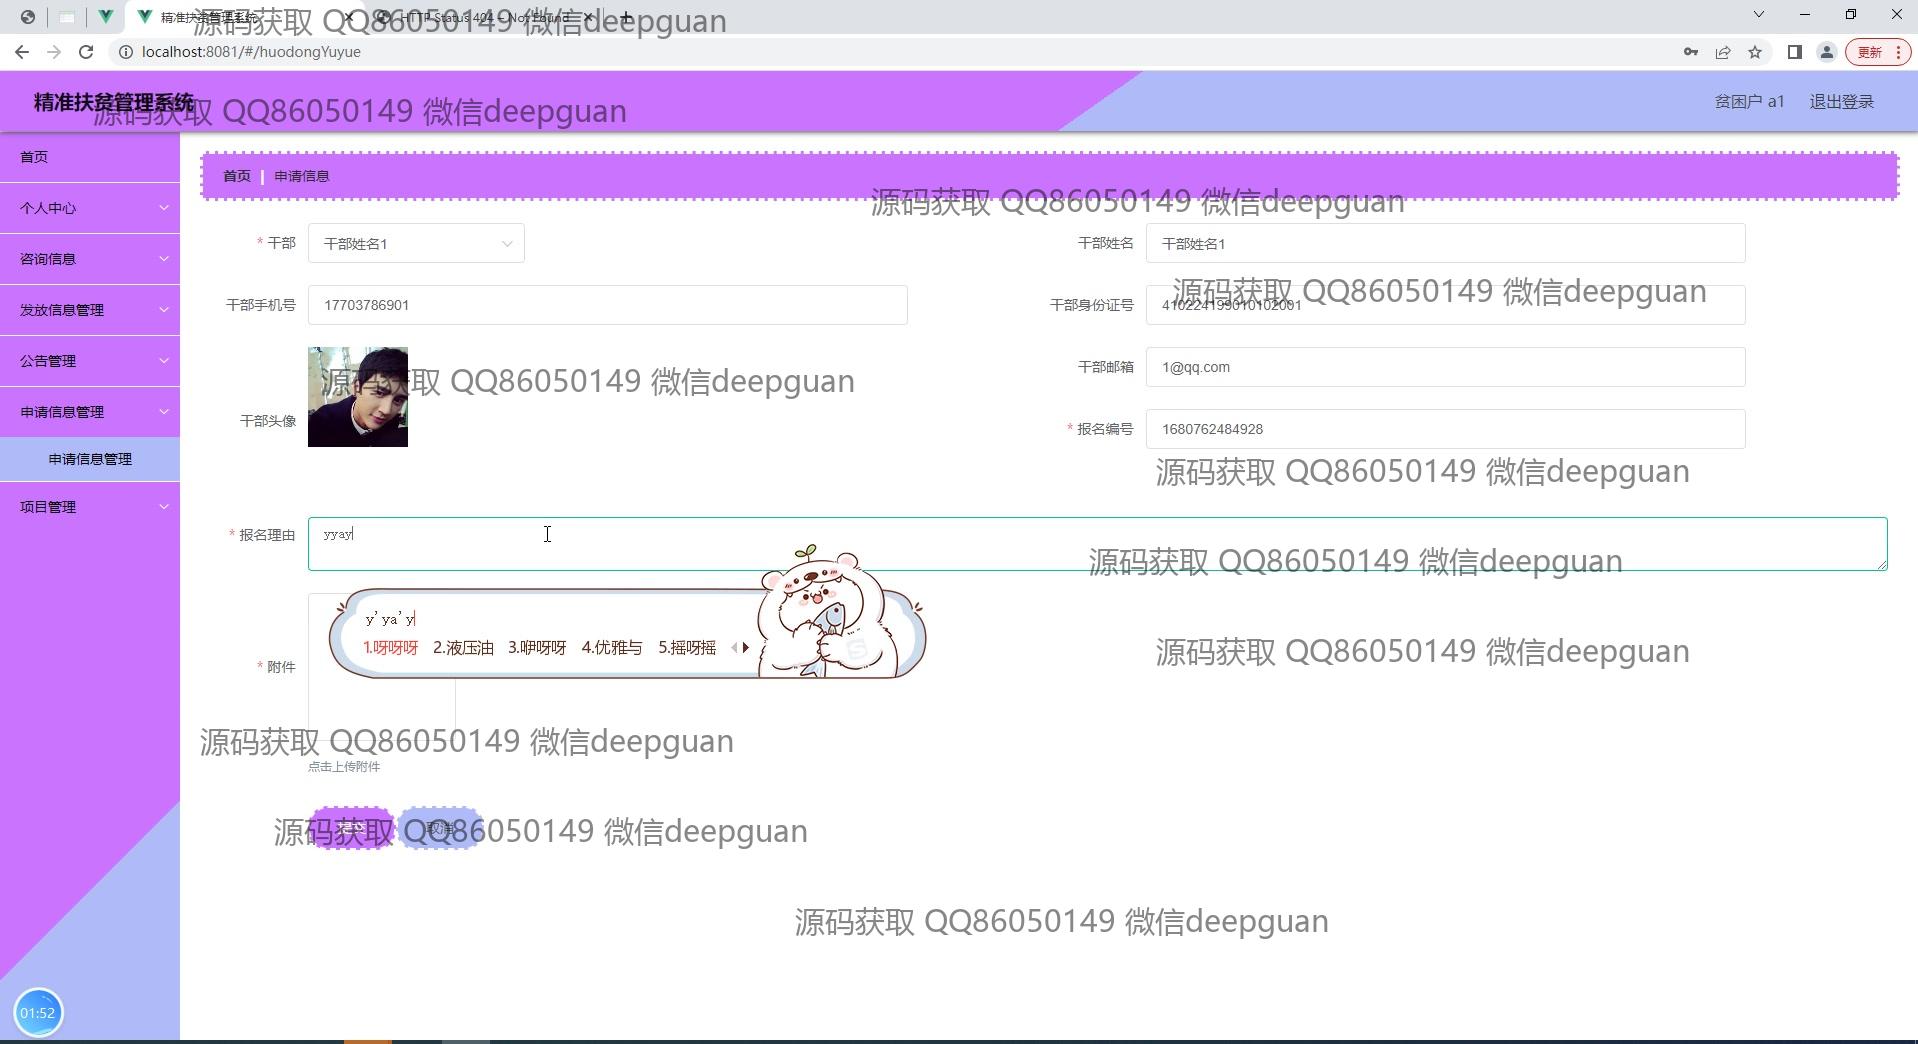 精准扶贫管理系统
HTTP Status 404 – Not Found
源码获取 QQ86050149 微信deepguan
localhost:8081/#/huodongYuyue
更新
精准扶贫管理系统
源码获取 QQ86050149 微信deepguan
贫困户 a1
退出登录
首页
个人中心
咨询信息
发放信息管理
公告管理
申请信息管理
申请信息管理
项目管理
首页 | 申请信息
源码获取 QQ86050149 微信deepguan
* 干部 干部姓名1
干部姓名 干部姓名1
源码获取 QQ86050149 微信deepguan
干部手机号 17703786901
干部身份证号 410224199010102001
干部头像
源码获取 QQ86050149 微信deepguan
干部邮箱 1@qq.com
* 报名编号 1680762484928
源码获取 QQ86050149 微信deepguan
* 报名理由 yyay
源码获取 QQ86050149 微信deepguan
y'ya'y
1.呀呀呀 2.液压油 3.咿呀呀 4.优雅与 5.摇呀摇
源码获取 QQ86050149 微信deepguan
* 附件
源码获取 QQ86050149 微信deepguan
点击上传附件
提交 取消
源码获取 QQ86050149 微信deepguan
源码获取 QQ86050149 微信deepguan
01:52